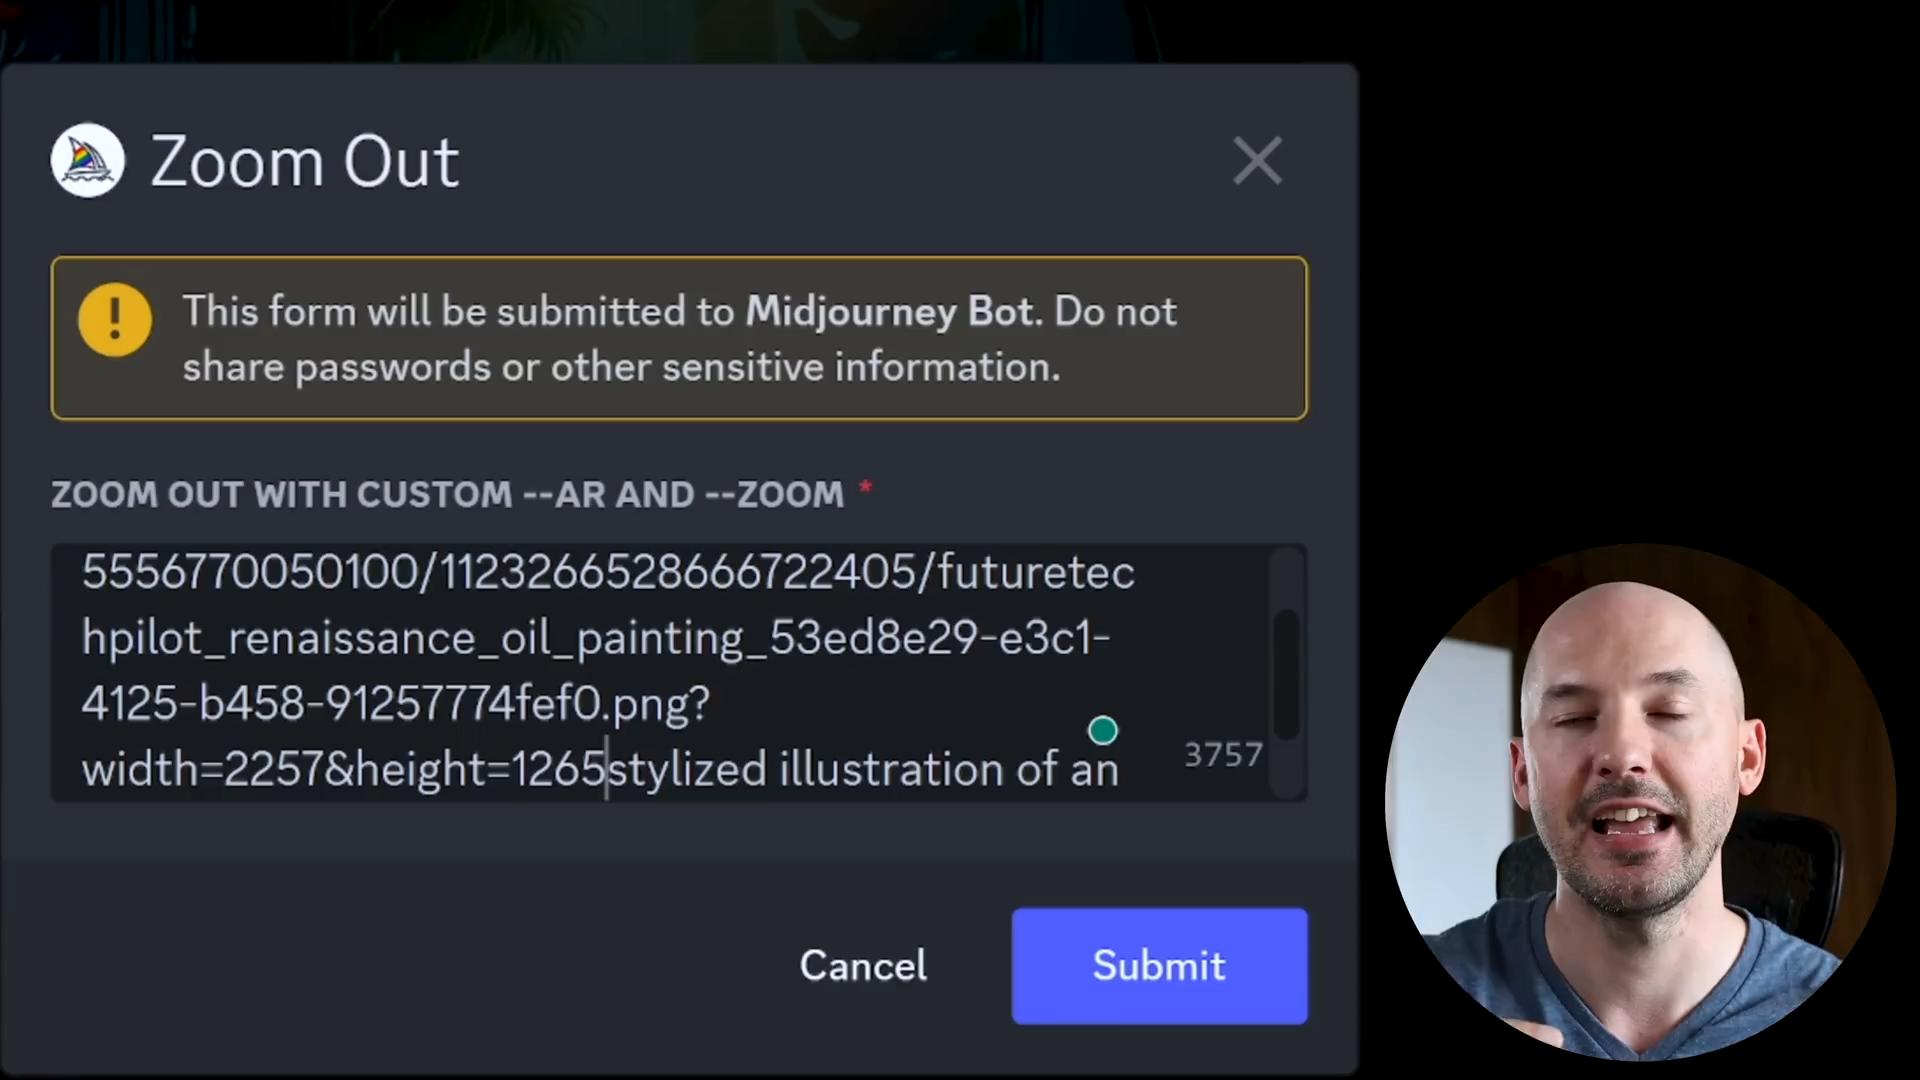 Zoom Out
This form will be submitted to Midjourney Bot. Do not
share passwords or other sensitive information.
ZOOM OUT WITH CUSTOM --AR AND --ZOOM *
5556770050100/1123266528666722405/futuretec
hpilot_renaissance_oil_painting_53ed8e29-e3c1-
4125-b458-91257774fef0.png?
width=2257&height=1265stylized illustration of an
3757
Cancel
Submit